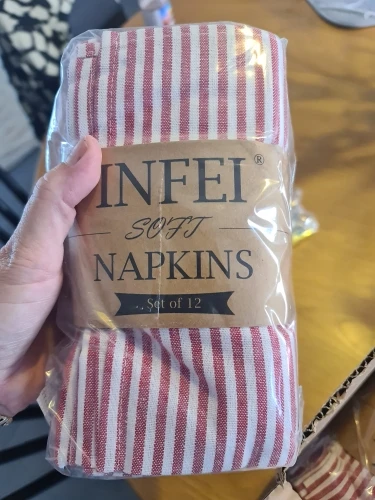 INFEI®
SOFT
NAPKINS
Set of 12